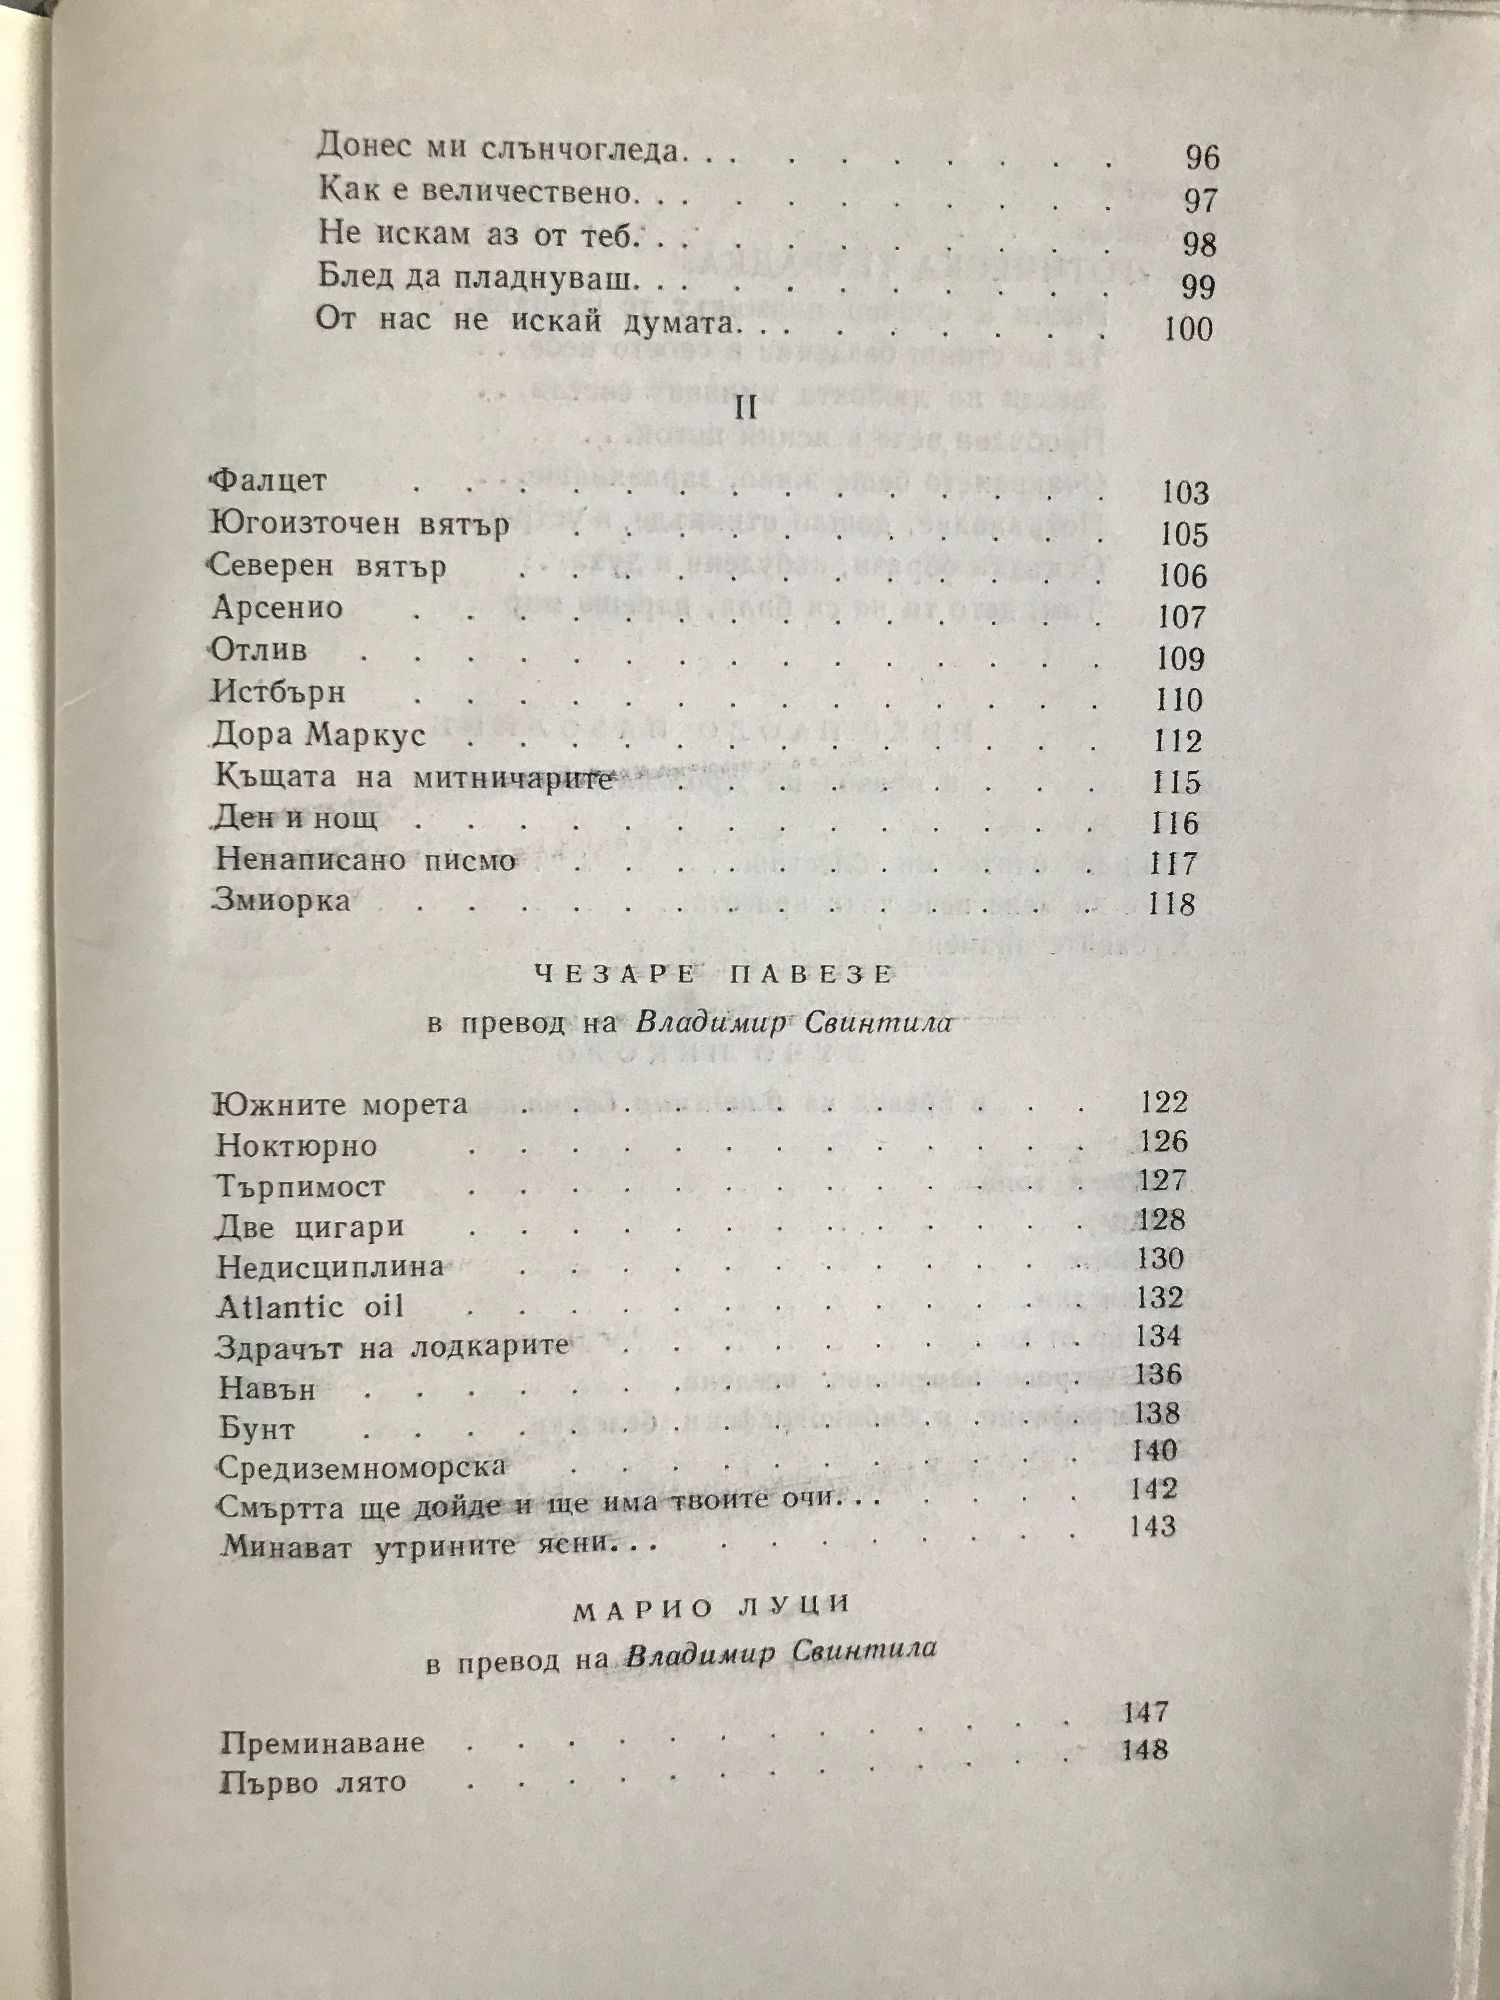 Донес ми слънчогледа. . . . . . . . . . . 96
Как е величествено. . . . . . . . . . . . 97
Не искам аз от теб. . . . . . . . . . . . 98
Блед да пладнуваш. . . . . . . . . . . . 99
От нас не искай думата. . . . . . . . . . 100
II
Фалцет . . . . . . . . . . . . . . 103
Югоизточен вятър . . . . . . . . . . . 105
Северен вятър . . . . . . . . . . . . 106
Арсенио . . . . . . . . . . . . . . 107
Отлив . . . . . . . . . . . . . . . 109
Истбърн . . . . . . . . . . . . . . 110
Дора Маркус . . . . . . . . . . . . . 112
Къщата на митничарите . . . . . . . . . 115
Ден и нощ . . . . . . . . . . . . . . 116
Ненаписано писмо . . . . . . . . . . . 117
Змиорка . . . . . . . . . . . . . . 118
ЧЕЗАРЕ ПАВЕЗЕ
в превод на Владимир Свинтила
Южните морета . . . . . . . . . . . . 122
Ноктюрно . . . . . . . . . . . . . 126
Търпимост . . . . . . . . . . . . . 127
Две цигари . . . . . . . . . . . . . 128
Недисциплина . . . . . . . . . . . . 130
Atlantic oil . . . . . . . . . . . . . 132
Здрачът на лодкарите . . . . . . . . . . 134
Навън . . . . . . . . . . . . . . . 136
Бунт . . . . . . . . . . . . . . . 138
Средиземноморска . . . . . . . . . . . 140
Смъртта ще дойде и ще има твоите очи. . . . . . . 142
Минават утрините ясни. . . . . . . . . . . 143
МАРИО ЛУЦИ
в превод на Владимир Свинтила
Преминаване . . . . . . . . . . . . . 147
Първо лято . . . . . . . . . . . . . 148